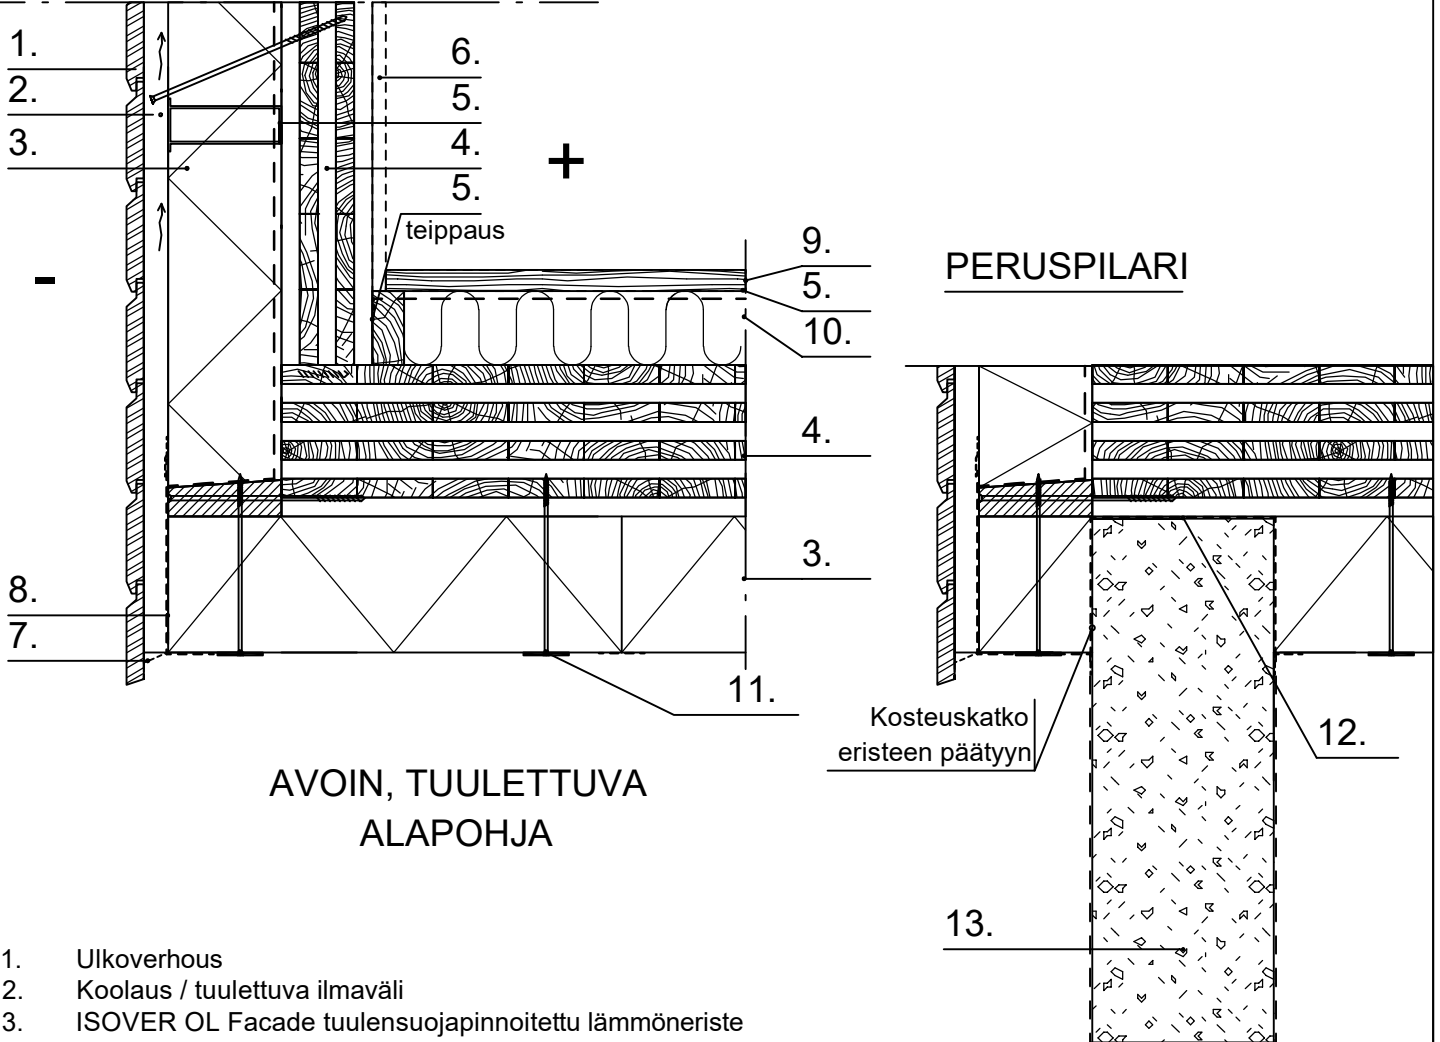 1.
2.
3.
6.
5.
4.
5.
teippaus
+
-
9.
5.
10.
4.
3.
8.
7.
11.
AVOIN, TUULETTUVA
ALAPOHJA
PERUSPILARI
Kosteuskatko
eristeen päätyyn
12.
13.
1. Ulkoverhous
2. Koolaus / tuulettuva ilmaväli
3. ISOVER OL Facade tuulensuojapinnoitettu lämmöneriste